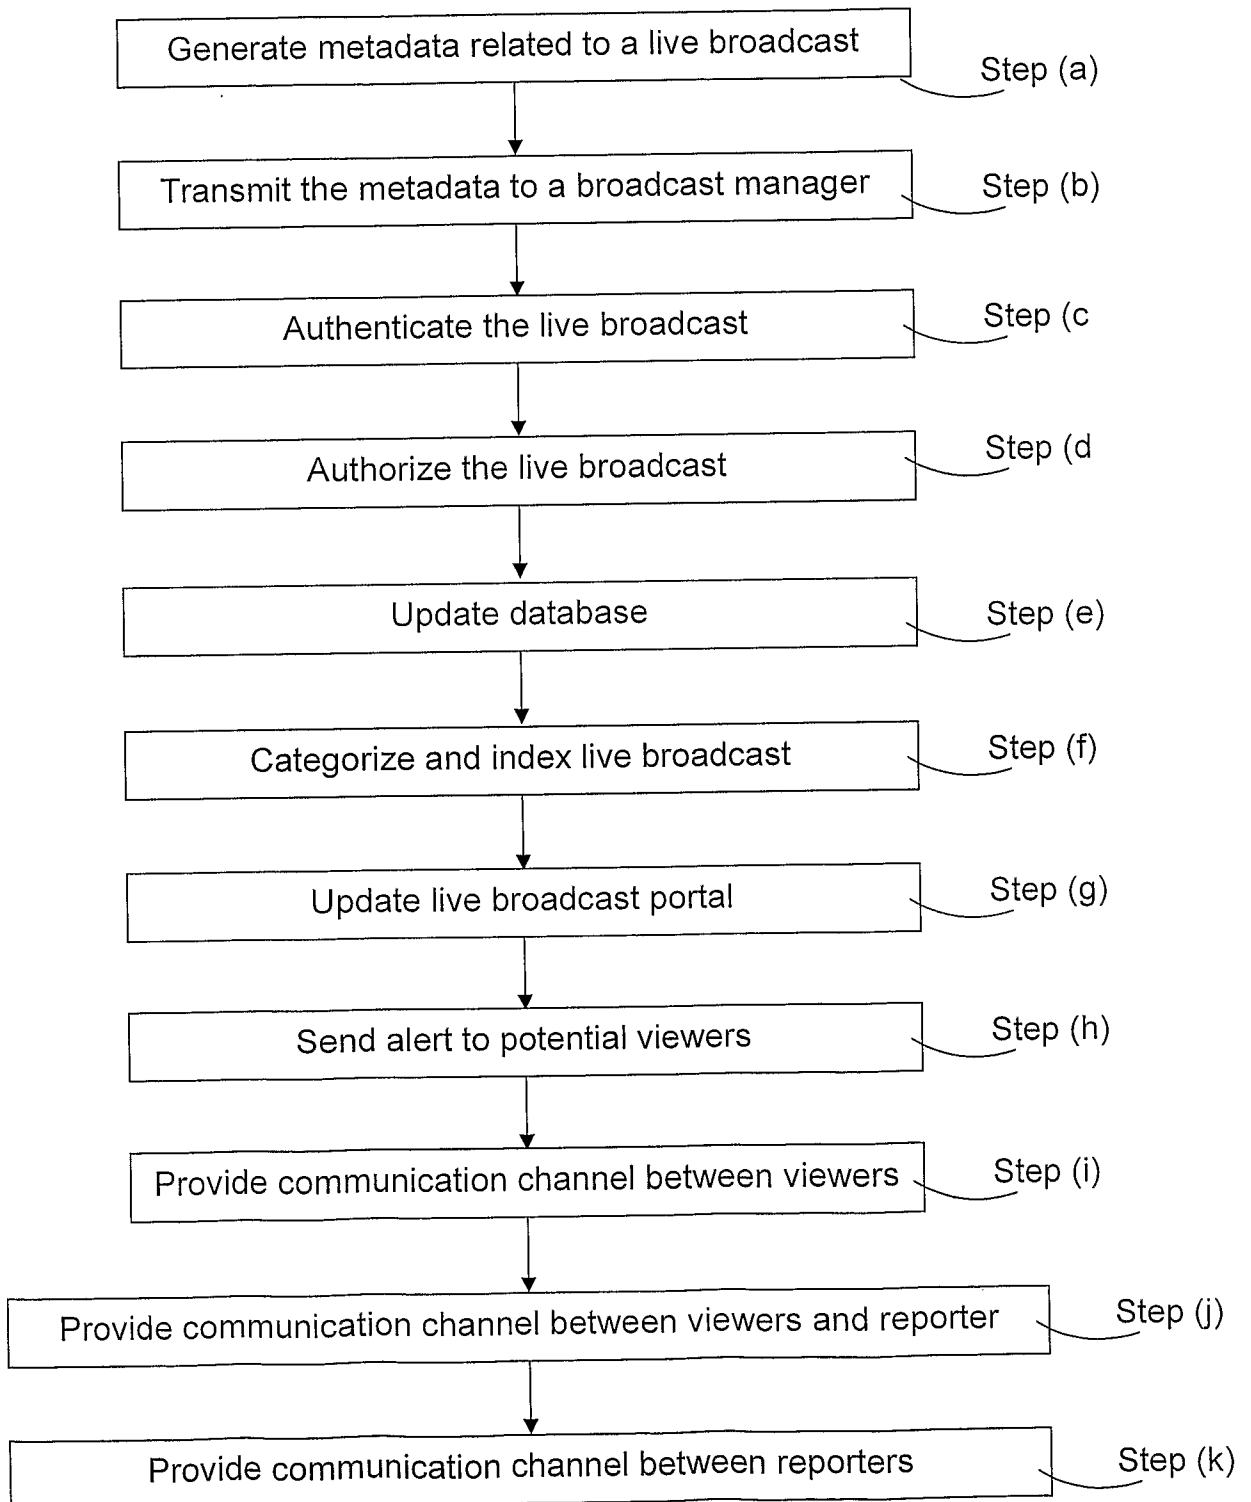 Generate metadata related to a live broadcast
Step (a)
Transmit the metadata to a broadcast manager
Step (b)
Authenticate the live broadcast
Step (c
Authorize the live broadcast
Step (d
Update database
Step (e)
Categorize and index live broadcast
Step (f)
Update live broadcast portal
Step (g)
Send alert to potential viewers
Step (h)
Provide communication channel between viewers
Step (i)
Provide communication channel between viewers and reporter
Step (j)
Provide communication channel between reporters
Step (k)